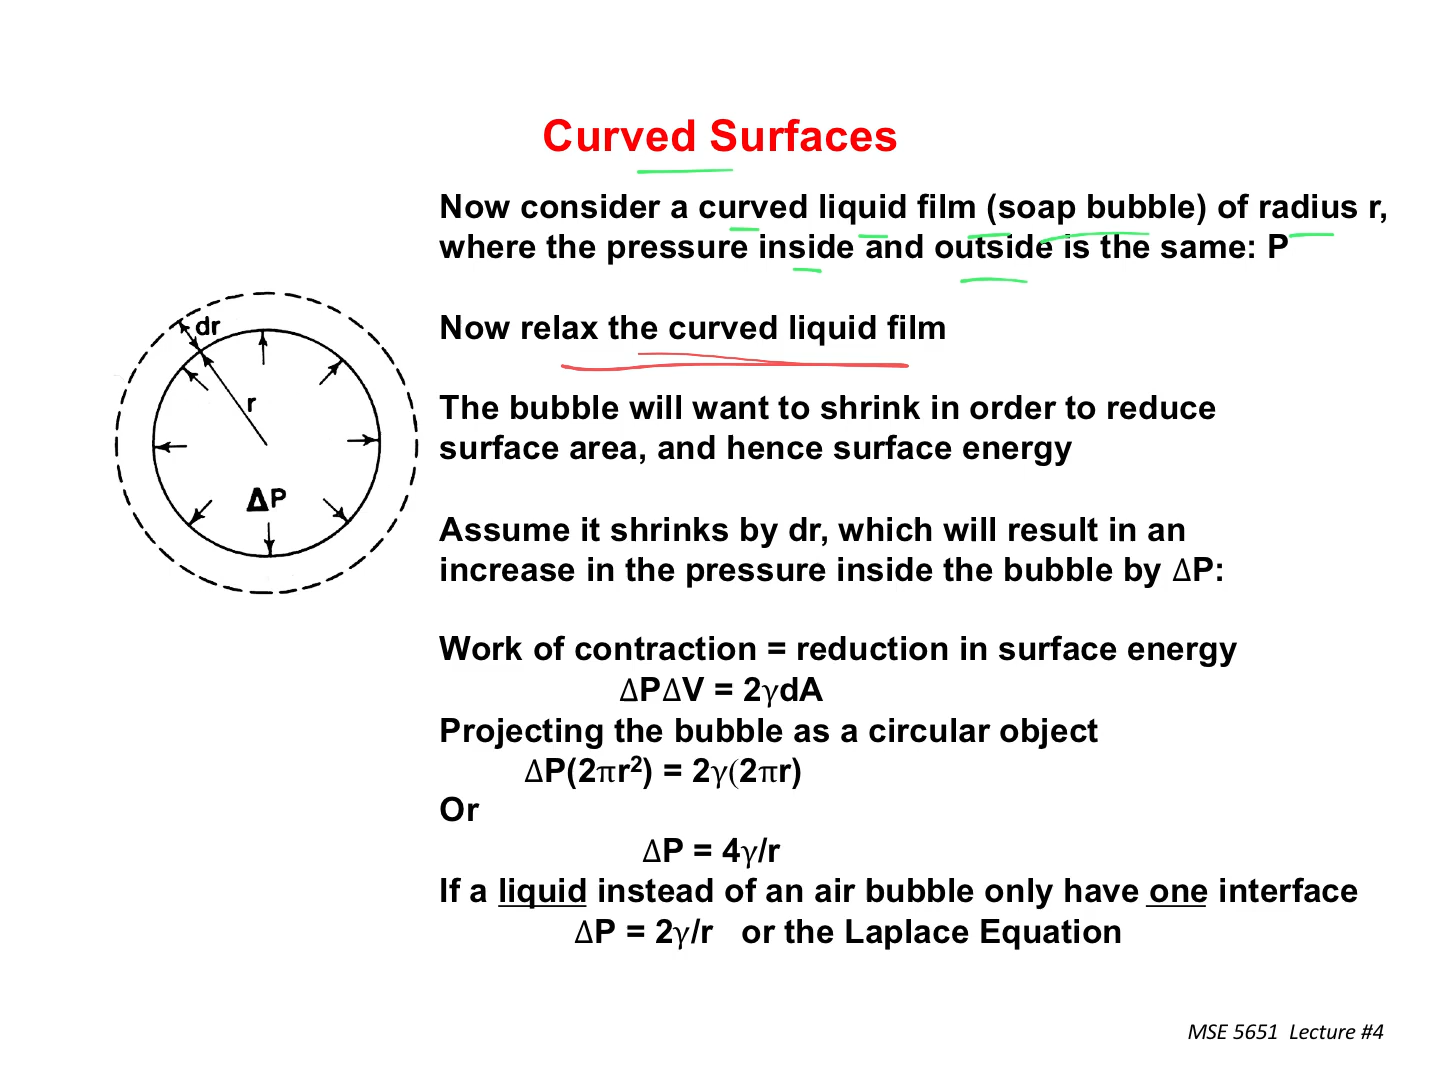 Curved Surfaces
Now consider a curved liquid film (soap bubble) of radius r,
where the pressure inside and outside is the same: P
Now relax the curved liquid film
The bubble will want to shrink in order to reduce
surface area, and hence surface energy
Assume it shrinks by dr, which will result in an
increase in the pressure inside the bubble by ΔP:
Work of contraction = reduction in surface energy
ΔPΔV = 2γdA
Projecting the bubble as a circular object
ΔP(2πr²) = 2γ(2πr)
Or
ΔP = 4γ/r
If a liquid instead of an air bubble only have one interface
ΔP = 2γ/r or the Laplace Equation
dr
r
ΔP
MSE 5651 Lecture #4